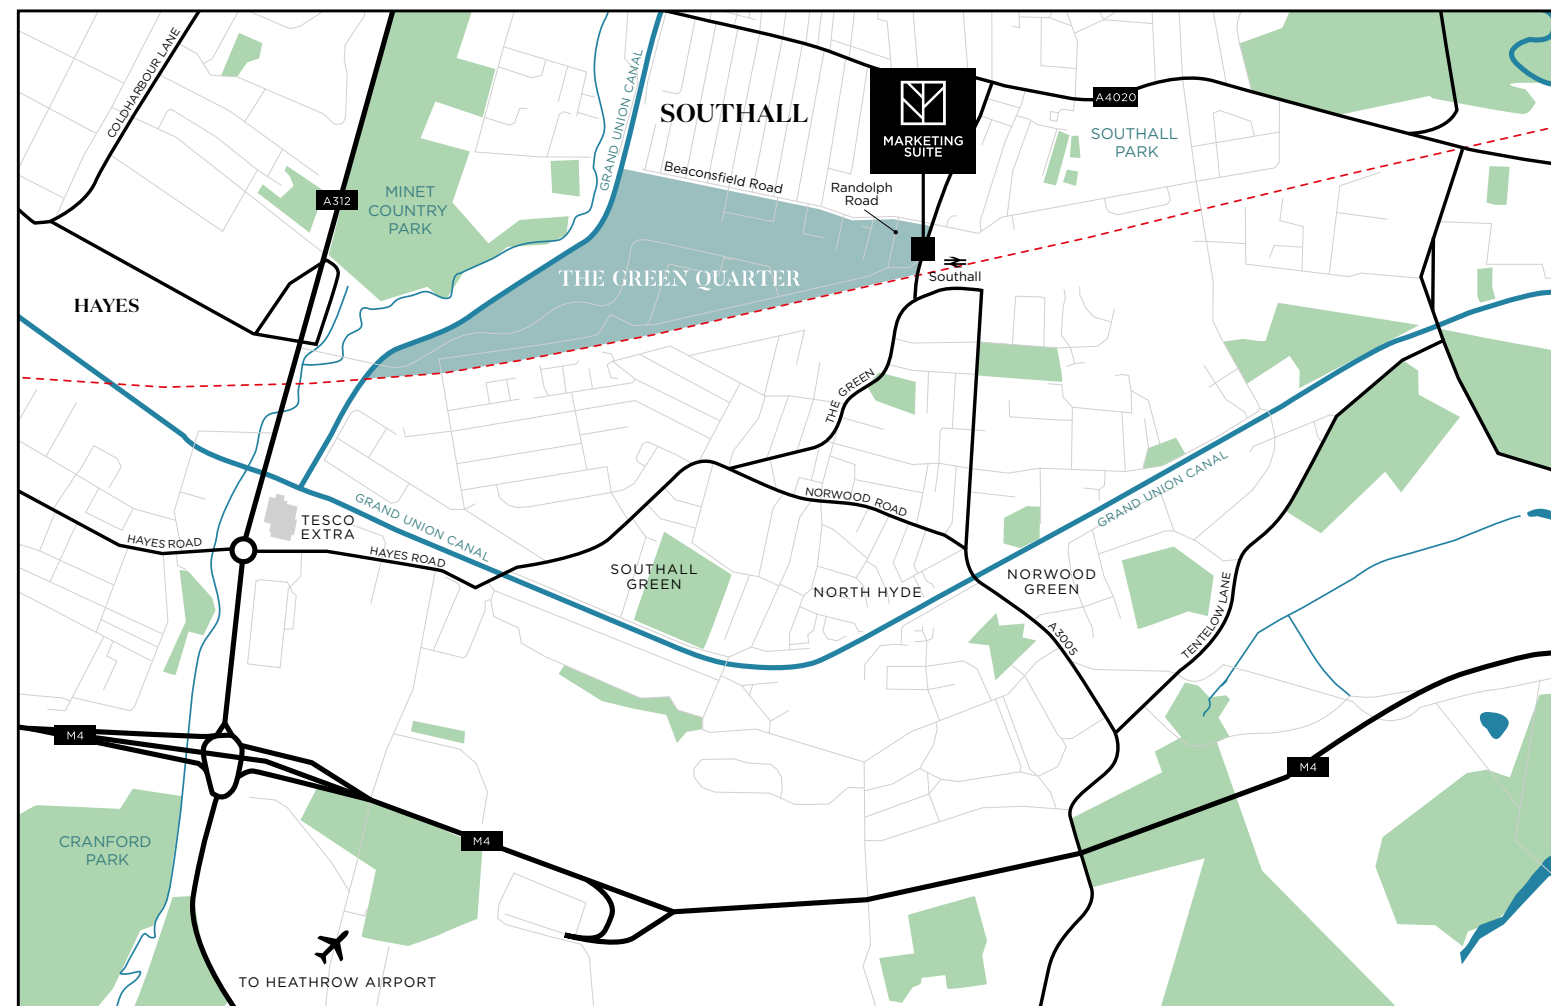 COLDHARBOUR LANE
GRAND UNION CANAL
SOUTHALL
MARKETING
SUITE
A4020
SOUTHALL
PARK
Beaconsfield Road
Randolph
Road
A312
MINET
COUNTRY
PARK
THE GREEN QUARTER
Southall
HAYES
THE GREEN
NORWOOD ROAD
GRAND UNION CANAL
GRAND UNION CANAL
TESCO
EXTRA
HAYES ROAD
HAYES ROAD
SOUTHALL
GREEN
NORTH HYDE
NORWOOD
GREEN
A3005
TENTELOW LANE
M4
M4
M4
CRANFORD
PARK
TO HEATHROW AIRPORT